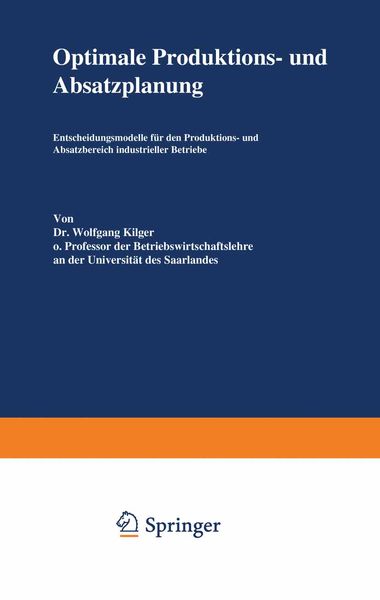 Optimale Produktions- und
Absatzplanung
Entscheidungsmodelle für den Produktions- und
Absatzbereich industrieller Betriebe
Von
Dr. Wolfgang Kilger
o. Professor der Betriebswirtschaftslehre
an der Universität des Saarlandes
Springer